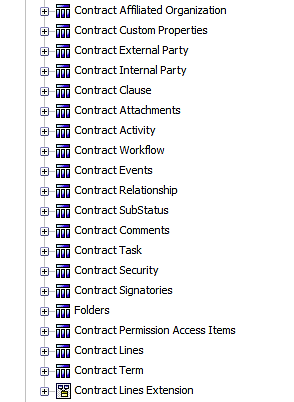 Contract Affiliated Organization
Contract Custom Properties
Contract External Party
Contract Internal Party
Contract Clause
Contract Attachments
Contract Activity
Contract Workflow
Contract Events
Contract Relationship
Contract SubStatus
Contract Comments
Contract Task
Contract Security
Contract Signatories
Folders
Contract Permission Access Items
Contract Lines
Contract Term
Contract Lines Extension